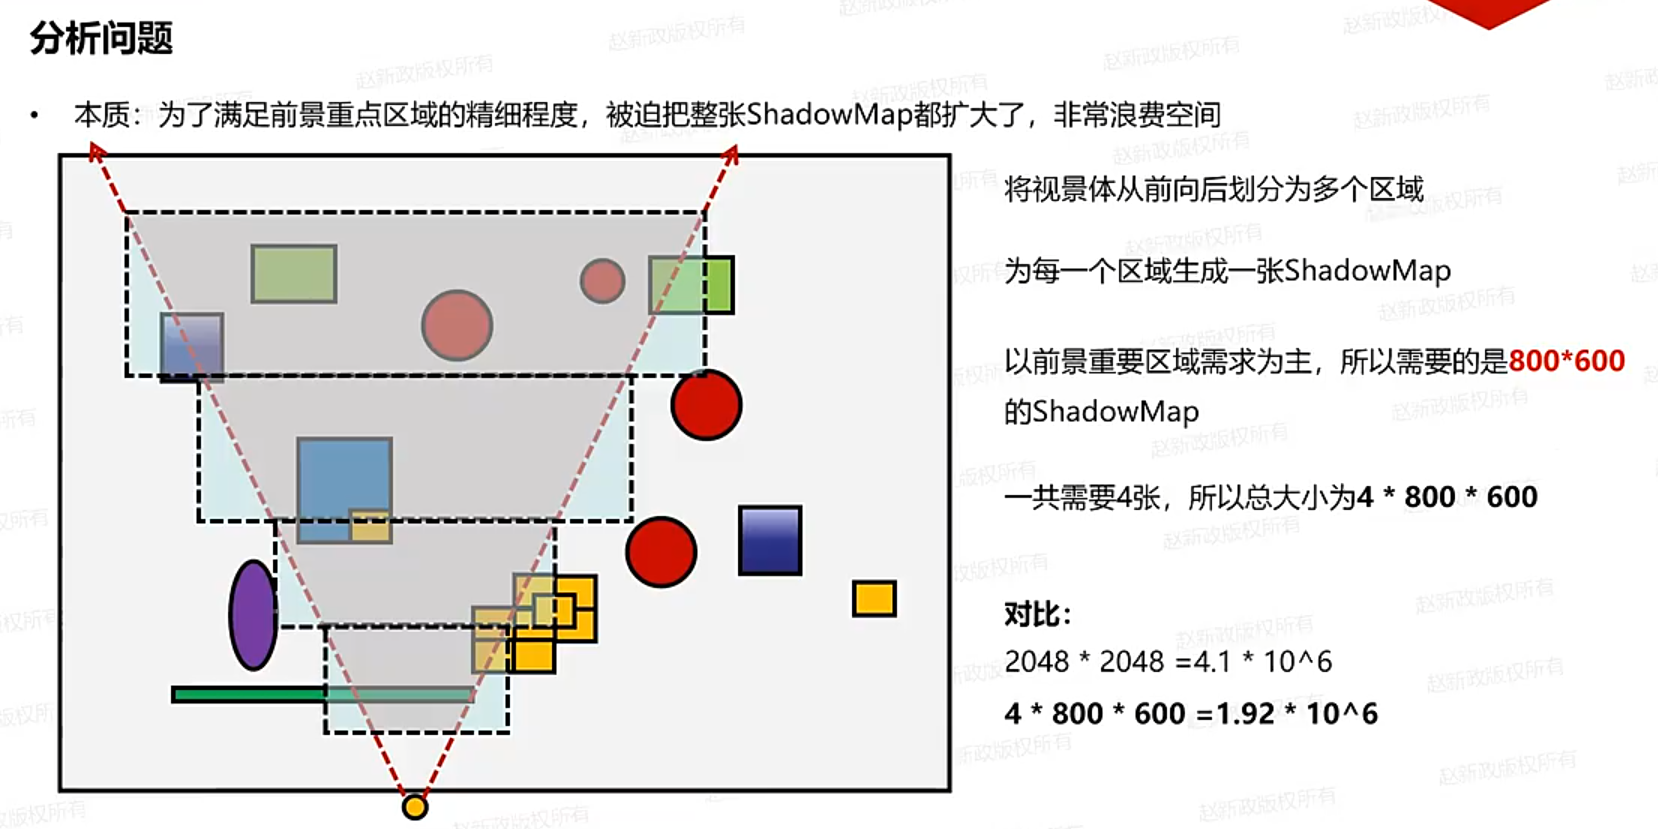 分析问题
• 本质：为了满足前景重点区域的精细程度，被迫把整张ShadowMap都扩大了，非常浪费空间
将视景体从前向后划分为多个区域
为每一个区域生成一张ShadowMap
以前景重要区域需求为主，所以需要的是800*600
的ShadowMap
一共需要4张，所以总大小为4 * 800 * 600
对比：
2048 * 2048 =4.1 * 10^6
4 * 800 * 600 =1.92 * 10^6
赵新政版权所有